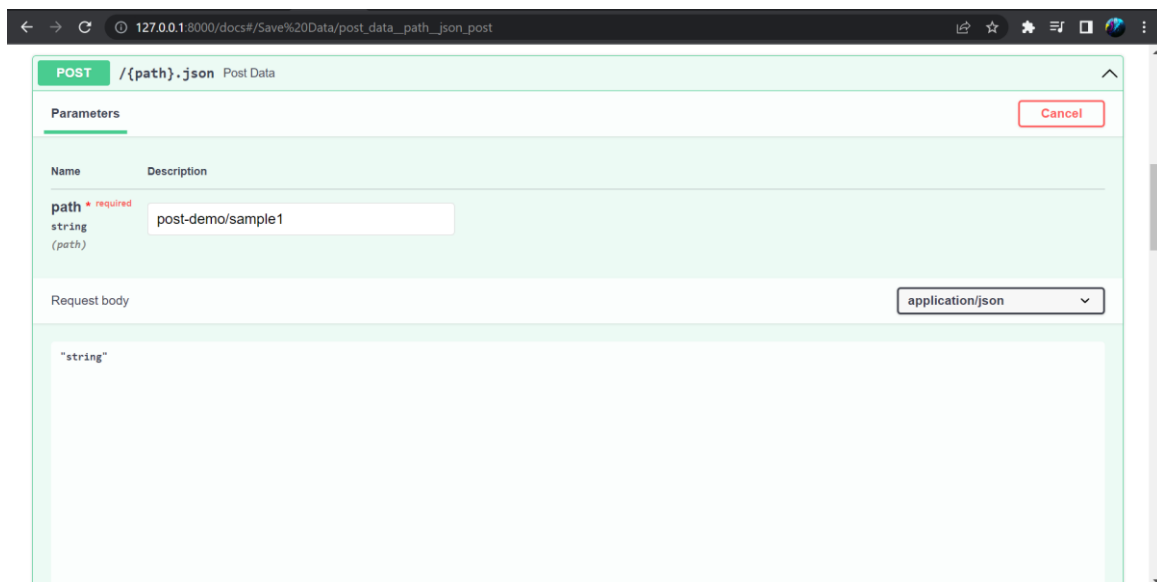 127.0.0.1:8000/docs#/Save%20Data/post_data__path__json_post
POST /{path}.json Post Data
Parameters Cancel
Name Description
path * required
string
(path)
post-demo/sample1
Request body application/json
"string"